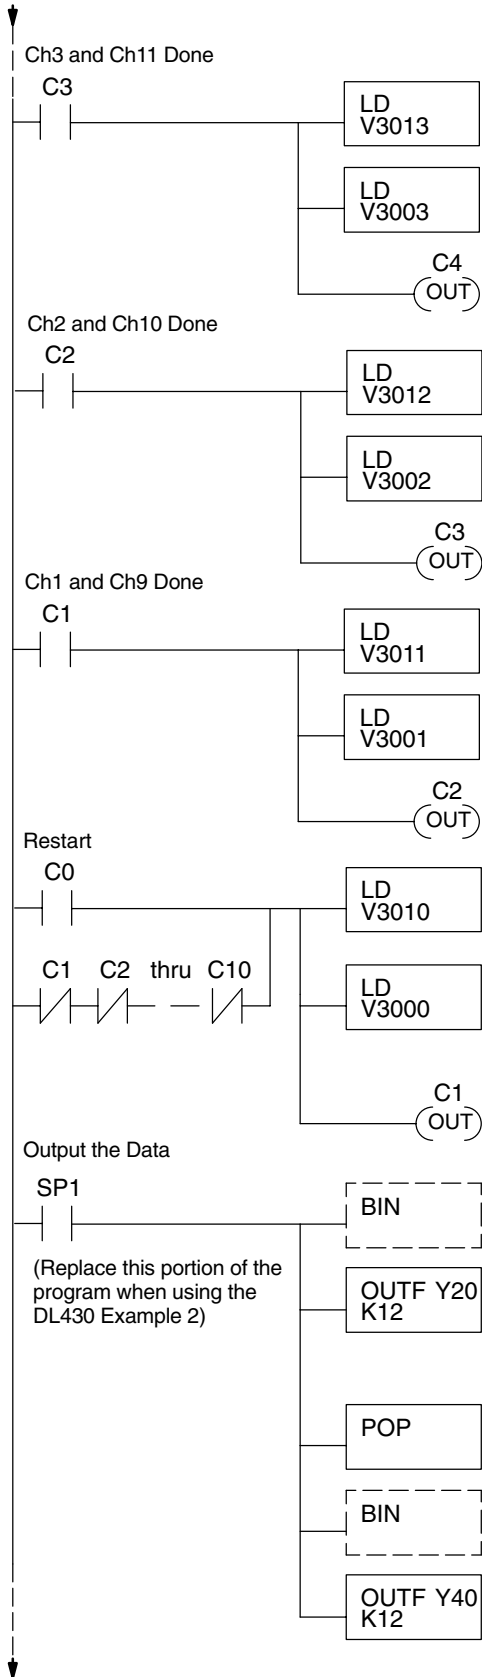 Ch3 and Ch11 Done
C3
LD
V3013
LD
V3003
C4
OUT
Ch2 and Ch10 Done
C2
LD
V3012
LD
V3002
C3
OUT
Ch1 and Ch9 Done
C1
LD
V3011
LD
V3001
C2
OUT
Restart
C0
LD
V3010
C1 C2 thru C10
LD
V3000
C1
OUT
Output the Data
SP1
BIN
(Replace this portion of the
program when using the
DL430 Example 2)
OUTF Y20
K12
POP
BIN
OUTF Y40
K12